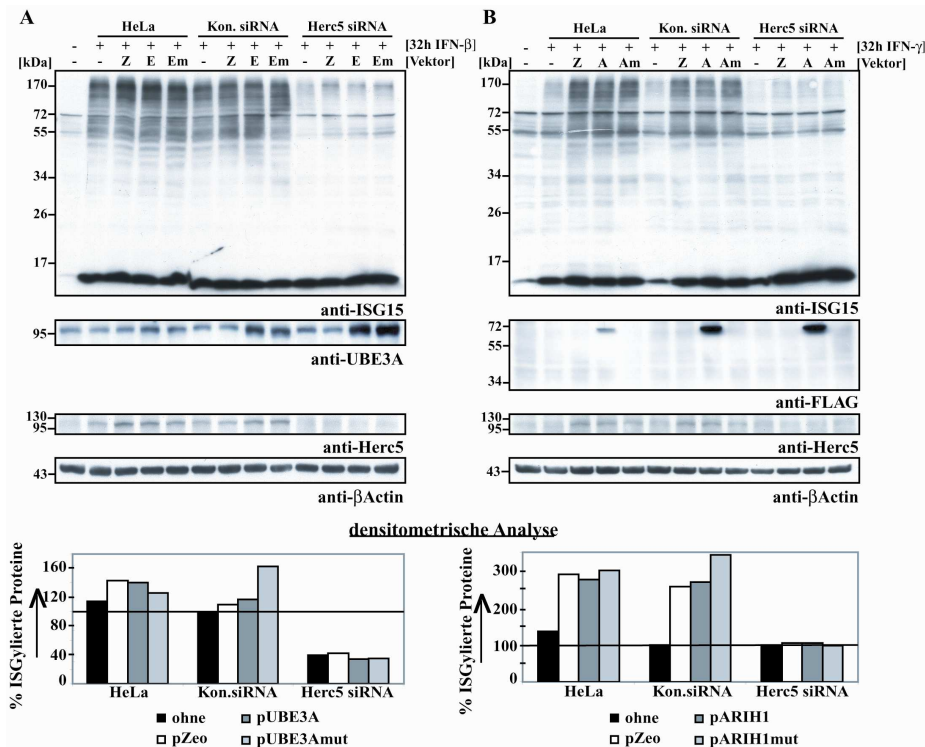 A
HeLa Kon. siRNA Herc5 siRNA
- + + + + + + + + + + + + [32h IFN-β]
[kDa] - - Z E Em - Z E Em - Z E Em [Vektor]
170
72
55
34
26
17
anti-ISG15
95
anti-UBE3A
130
95
anti-Herc5
43
anti-βActin
B
HeLa Kon. siRNA Herc5 siRNA
- + + + + + + + + + + + + [32h IFN-γ]
[kDa] - - Z A Am - Z A Am - Z A Am [Vektor]
170
72
55
34
26
17
anti-ISG15
72
55
34
anti-FLAG
130
95
anti-Herc5
43
anti-βActin
densitometrische Analyse
% ISGylierte Proteine
160
120
80
40
0
HeLa Kon.siRNA Herc5 siRNA
ohne pUBE3A
pZeo pUBE3Amut
% ISGylierte Proteine
300
200
100
100
0
HeLa Kon.siRNA Herc5 siRNA
ohne pARIH1
pZeo pARIH1mut